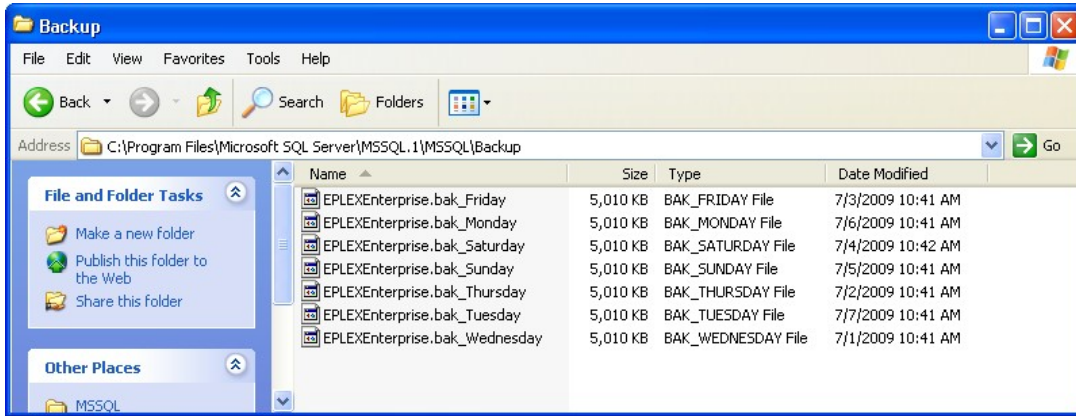 Backup
File Edit View Favorites Tools Help
Back Search Folders
Address C:\Program Files\Microsoft SQL Server\MSSQL.1\MSSQL\Backup Go
File and Folder Tasks
Make a new folder
Publish this folder to
the Web
Share this folder
Other Places
MSSQL
Name Size Type Date Modified
EPLEXEnterprise.bak_Friday 5,010 KB BAK_FRIDAY File 7/3/2009 10:41 AM
EPLEXEnterprise.bak_Monday 5,010 KB BAK_MONDAY File 7/6/2009 10:41 AM
EPLEXEnterprise.bak_Saturday 5,010 KB BAK_SATURDAY File 7/4/2009 10:42 AM
EPLEXEnterprise.bak_Sunday 5,010 KB BAK_SUNDAY File 7/5/2009 10:41 AM
EPLEXEnterprise.bak_Thursday 5,010 KB BAK_THURSDAY File 7/2/2009 10:41 AM
EPLEXEnterprise.bak_Tuesday 5,010 KB BAK_TUESDAY File 7/7/2009 10:41 AM
EPLEXEnterprise.bak_Wednesday 5,010 KB BAK_WEDNESDAY File 7/1/2009 10:41 AM